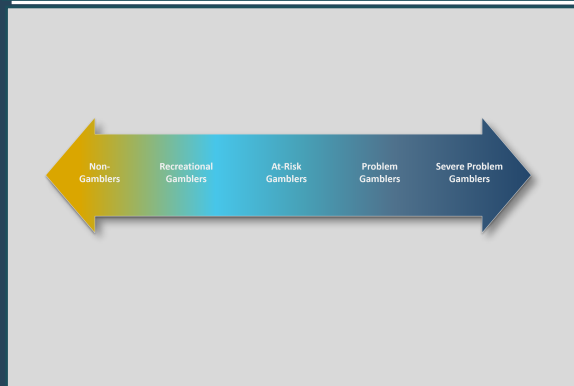 Non-
Gamblers
Recreational
Gamblers
At-Risk
Gamblers
Problem
Gamblers
Severe Problem
Gamblers